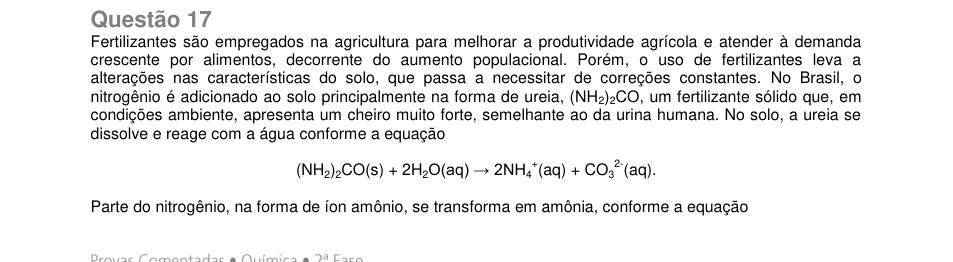 Questão 17
Fertilizantes são empregados na agricultura para melhorar a produtividade agrícola e atender à demanda
crescente por alimentos, decorrente do aumento populacional. Porém, o uso de fertilizantes leva a
alterações nas características do solo, que passa a necessitar de correções constantes. No Brasil, o
nitrogênio é adicionado ao solo principalmente na forma de ureia, (NH₂)₂CO, um fertilizante sólido que, em
condições ambiente, apresenta um cheiro muito forte, semelhante ao da urina humana. No solo, a ureia se
dissolve e reage com a água conforme a equação
(NH₂)₂CO(s) + 2H₂O(aq) → 2NH₄⁺(aq) + CO₃²⁻(aq).
Parte do nitrogênio, na forma de íon amônio, se transforma em amônia, conforme a equação
Provas Comentadas • Química • 2ª Fase